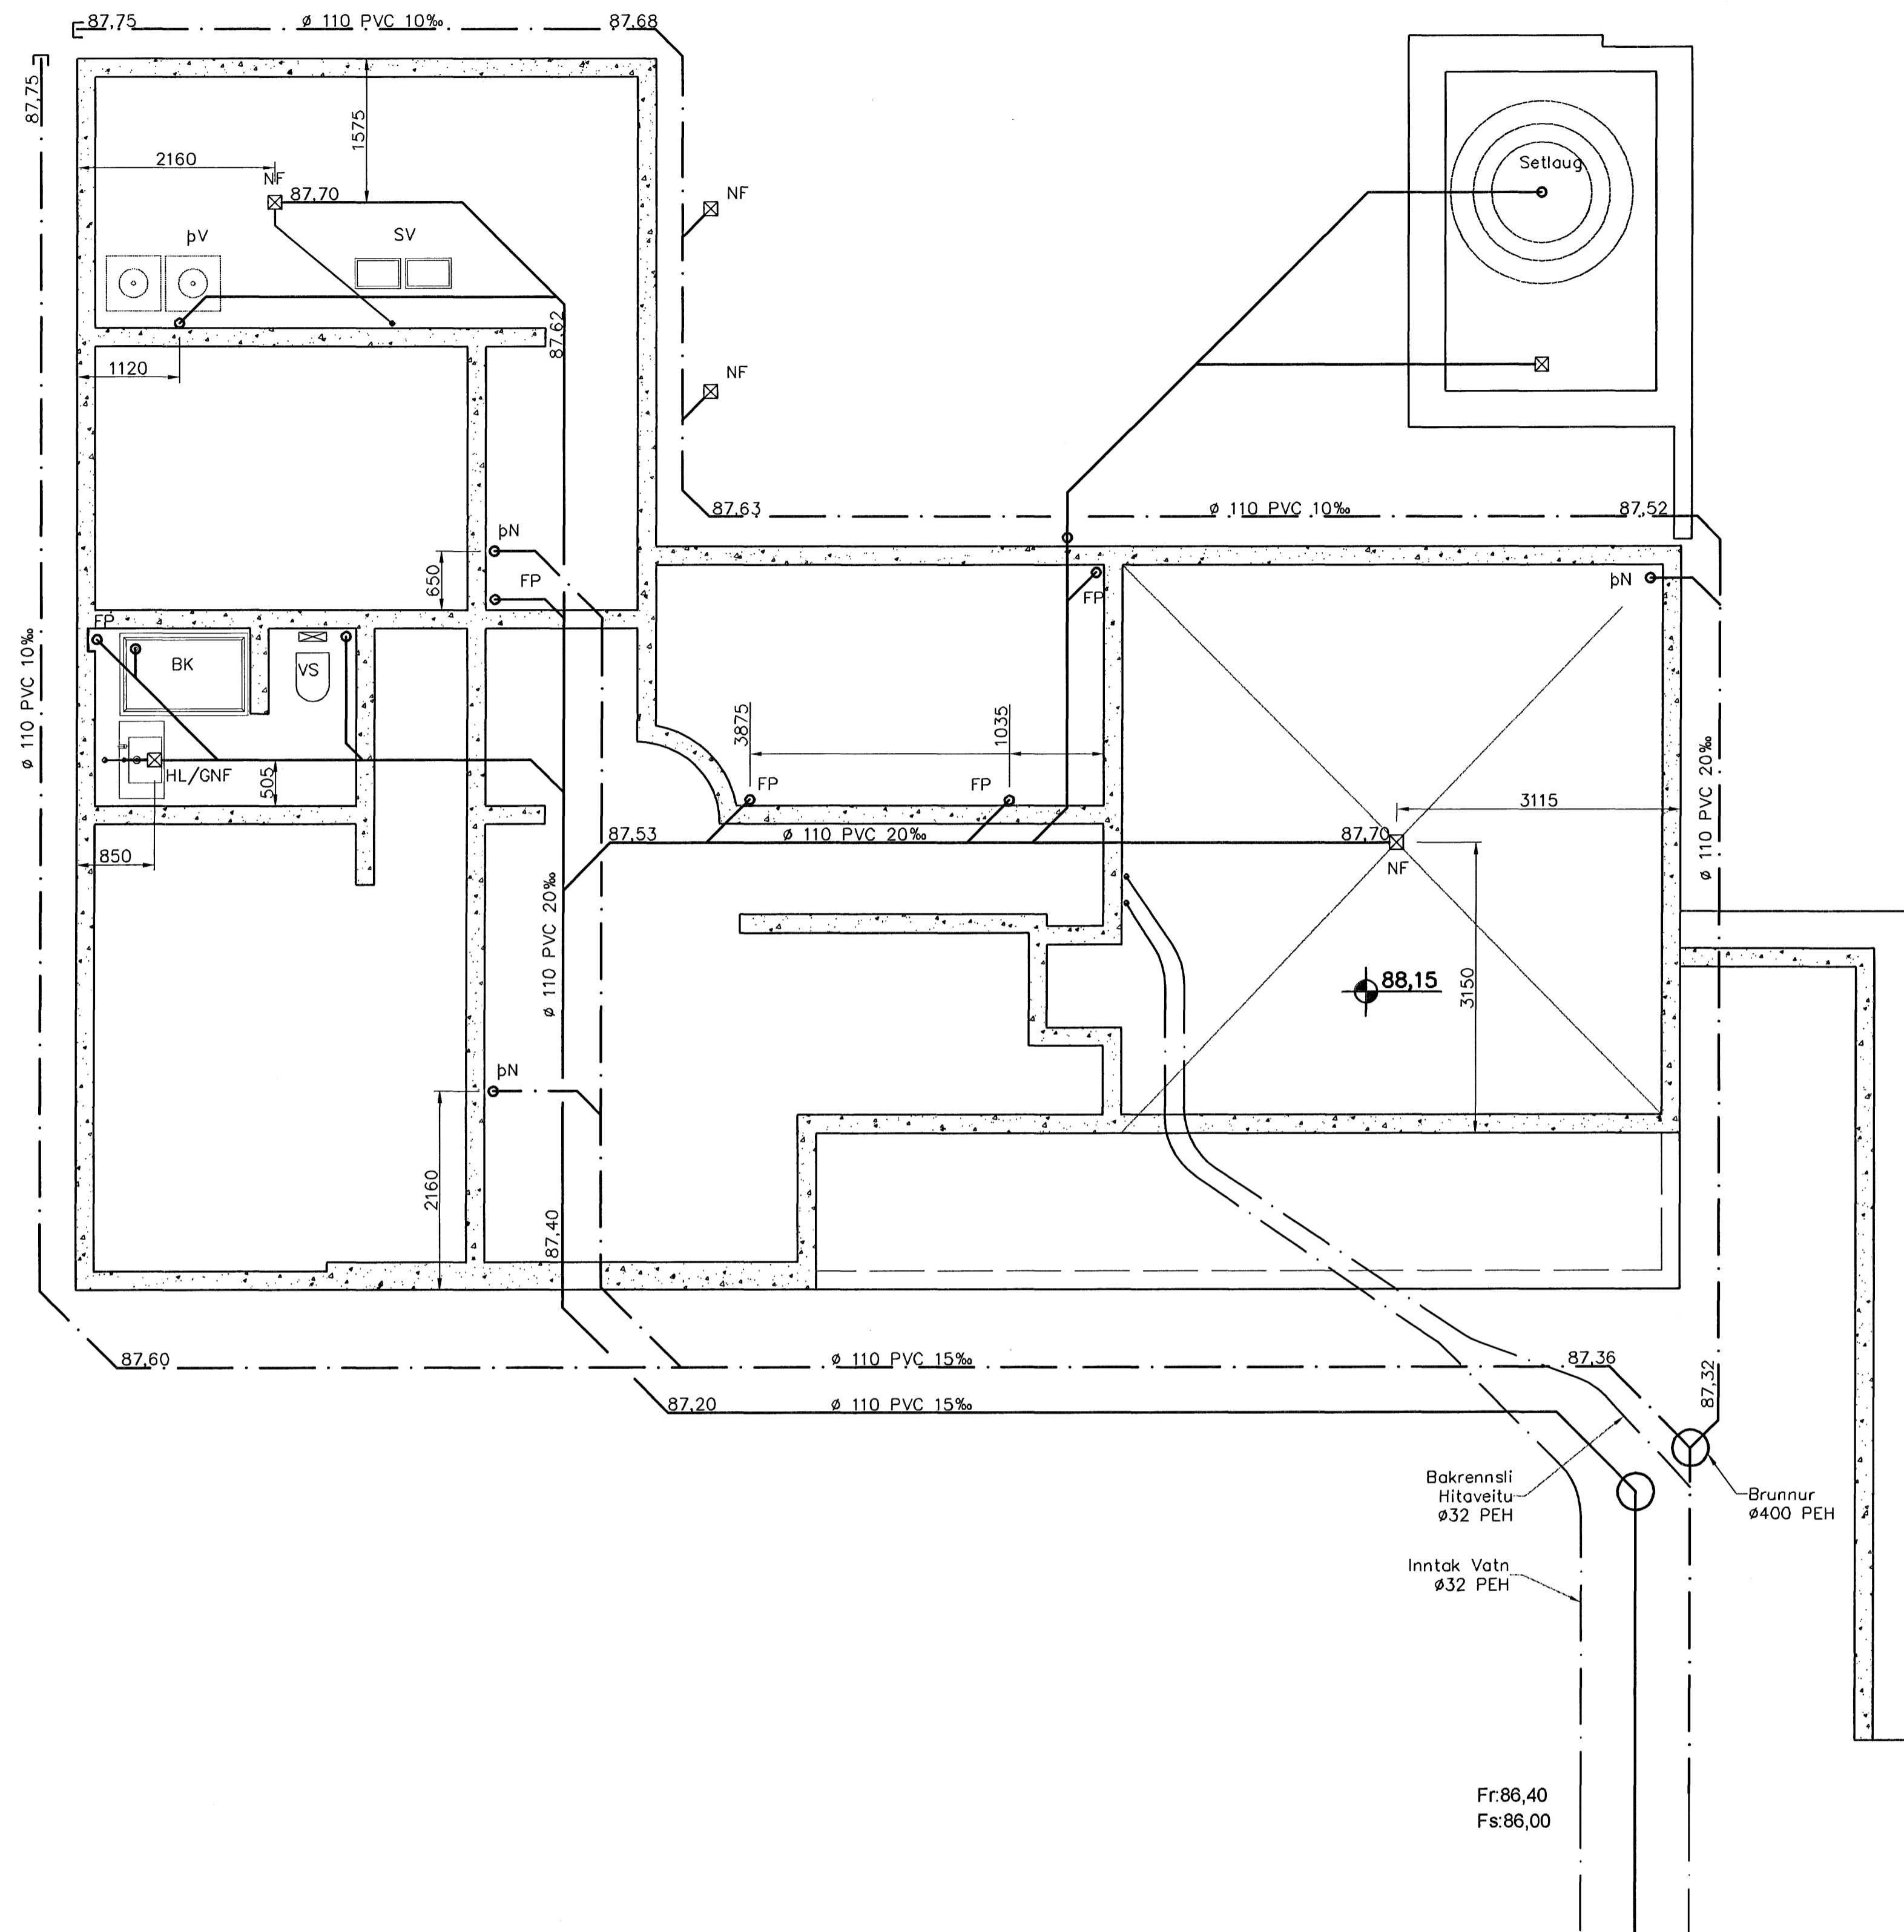 87,75
ø 110 PVC 10‰
87,68
87,75
1575
2160
NF
87,70
NF
Setlaug
þV
SV
87,62
1120
NF
87,63
ø 110 PVC 10‰
87,52
þN
650
FP
þN
FP
FP
BK
VS
ø 110 PVC 10‰
3875
1035
HL/GNF
505
FP
FP
3115
ø 110 PVC 20‰
87,53
ø 110 PVC 20‰
87,70
NF
850
ø 110 PVC 20‰
88,15
3150
þN
2160
87,40
87,60
ø 110 PVC 15‰
87,36
87,32
87,20
ø 110 PVC 15‰
Bakrennsli
Hitaveitu
ø32 PEH
Brunnur
ø400 PEH
Inntak Vatn
ø32 PEH
Fr:86,40
Fs:86,00